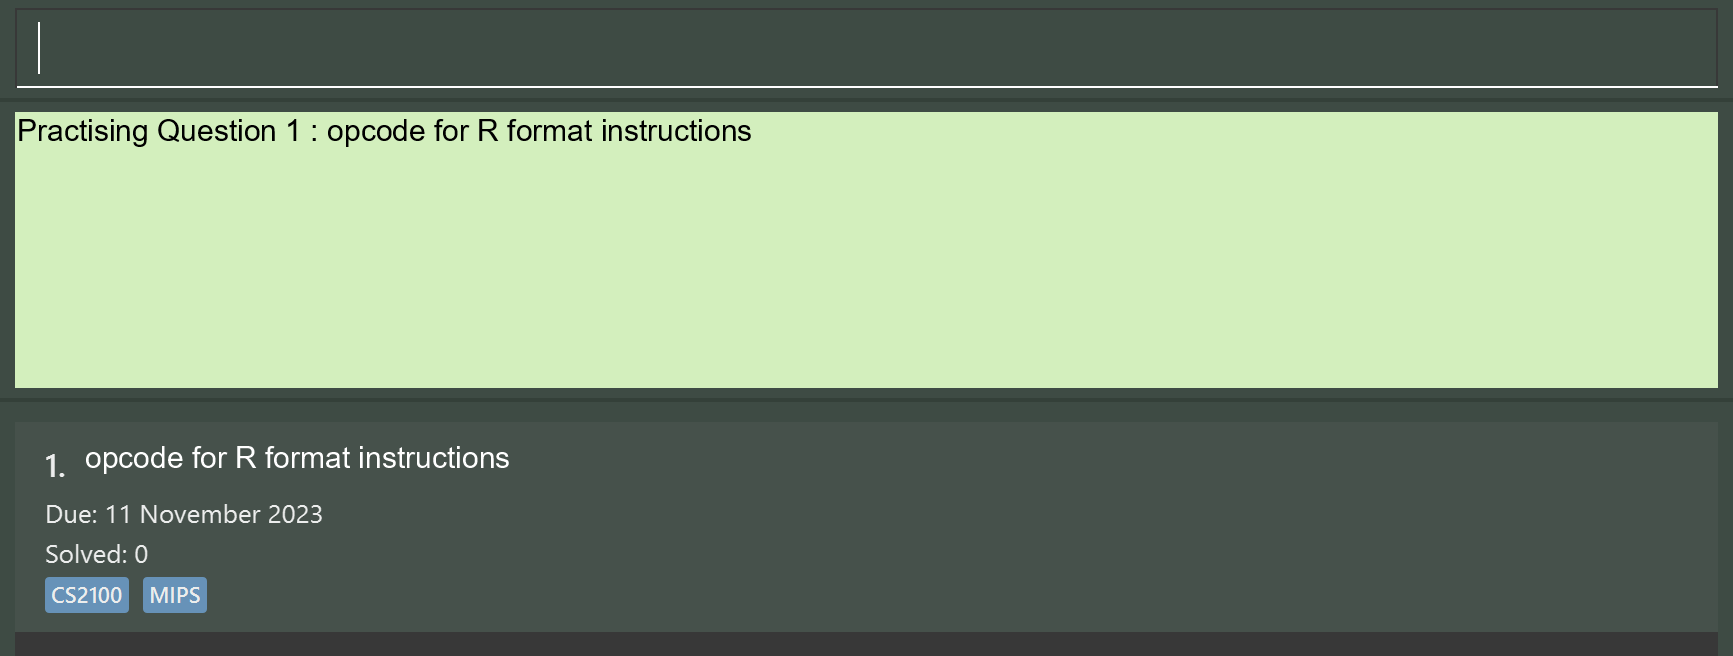 Practising Question 1 : opcode for R format instructions
1. opcode for R format instructions
Due: 11 November 2023
Solved: 0
CS2100 MIPS